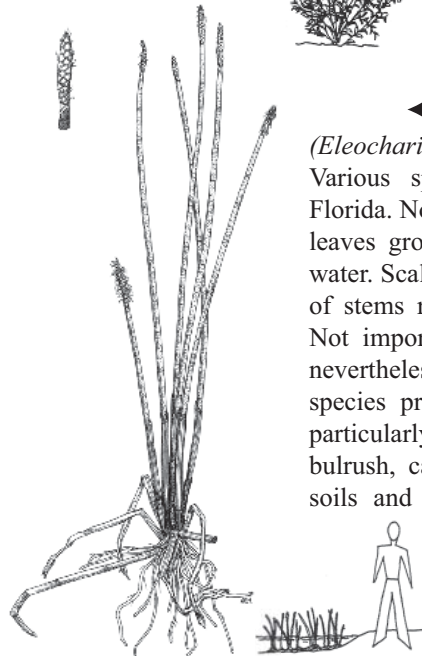 (Eleochari
Various sp
Florida. No
leaves gro
water. Scal
of stems r
Not impor
nevertheles
species pr
particularly
bulrush, ca
soils and